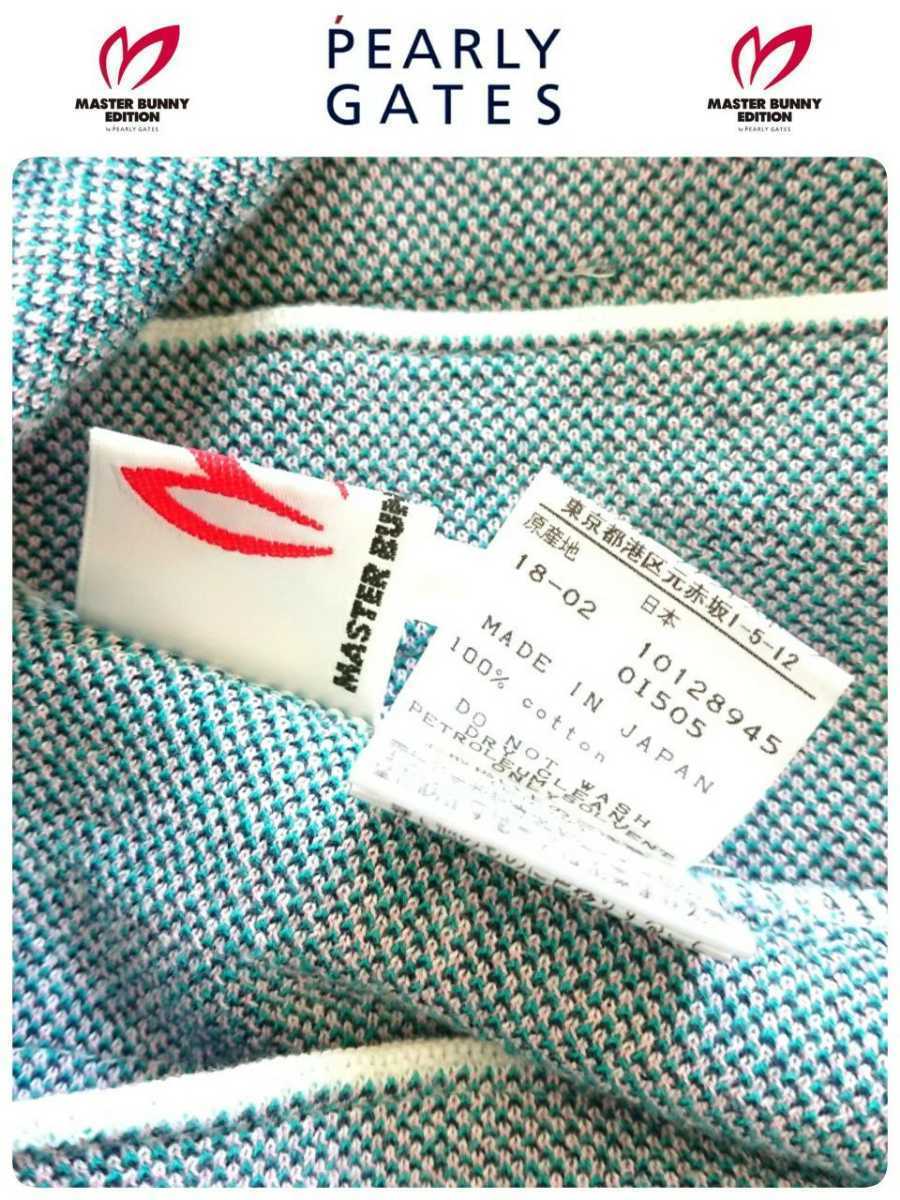 PEARLY
GATES
MASTER BUNNY
EDITION
by PEARLY GATES
MASTER BUNNY
EDITION
by PEARLY GATES
MASTER BUN
東京都港区元赤坂1-5-12
原産地 日本
18-02 10128945
01505
MADE IN JAPAN
100% cotton
DO NOT WASH
DRY CLEAN
PETROLEUM SOLVENT
ONLY